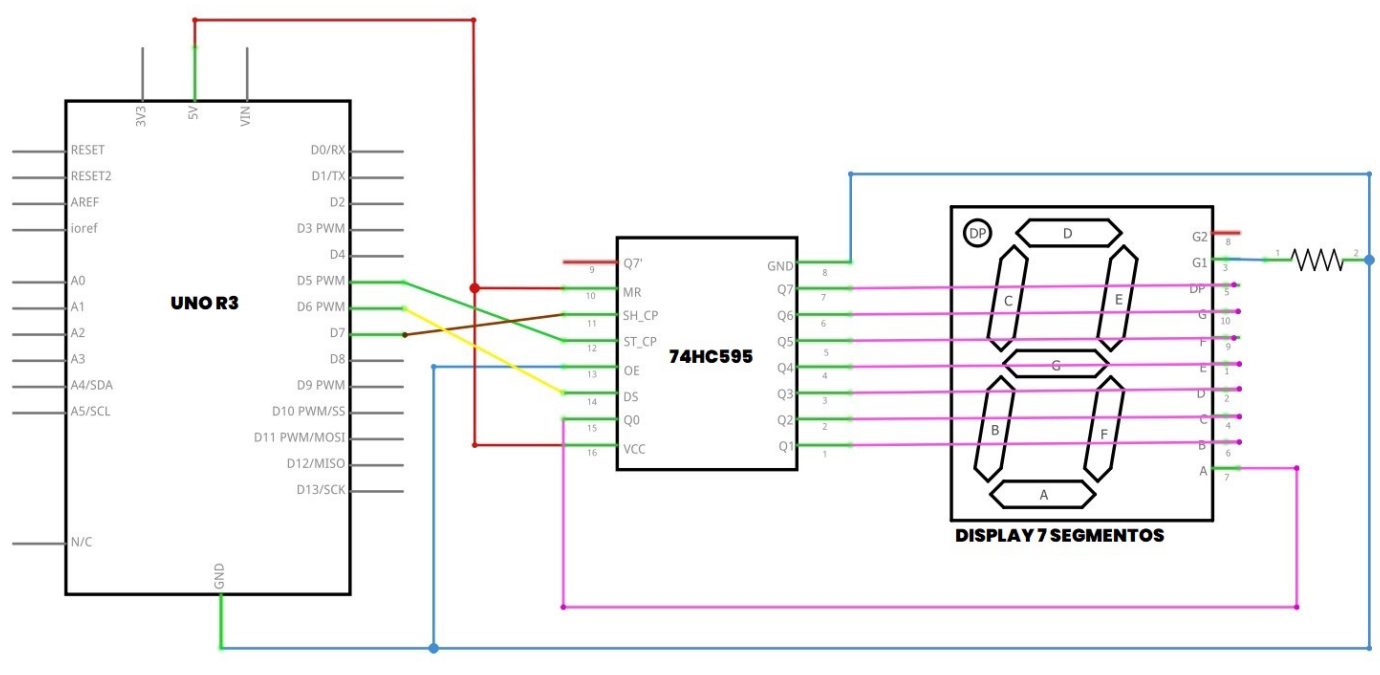 3V3
5V
VIN
RESET
RESET2
AREF
ioref
A0
A1
A2
A3
A4/SDA
A5/SCL
N/C
UNO R3
D0/RX
D1/TX
D2
D3 PWM
D4
D5 PWM
D6 PWM
D7
D8
D9 PWM
D10 PWM/SS
D11 PWM/MOSI
D12/MISO
D13/SCK
GND
9 Q7'
10 MR
11 SH_CP
12 ST_CP
13 OE
14 DS
15 Q0
16 VCC
74HC595
GND 8
Q7 7
Q6 6
Q5 5
Q4 4
Q3 3
Q2 2
Q1 1
DP
D
C
E
G
B
F
A
G2 8
G1 3
DP 5
G 10
F 9
E 1
D 2
C 4
B 6
A 7
1 2
DISPLAY 7 SEGMENTOS